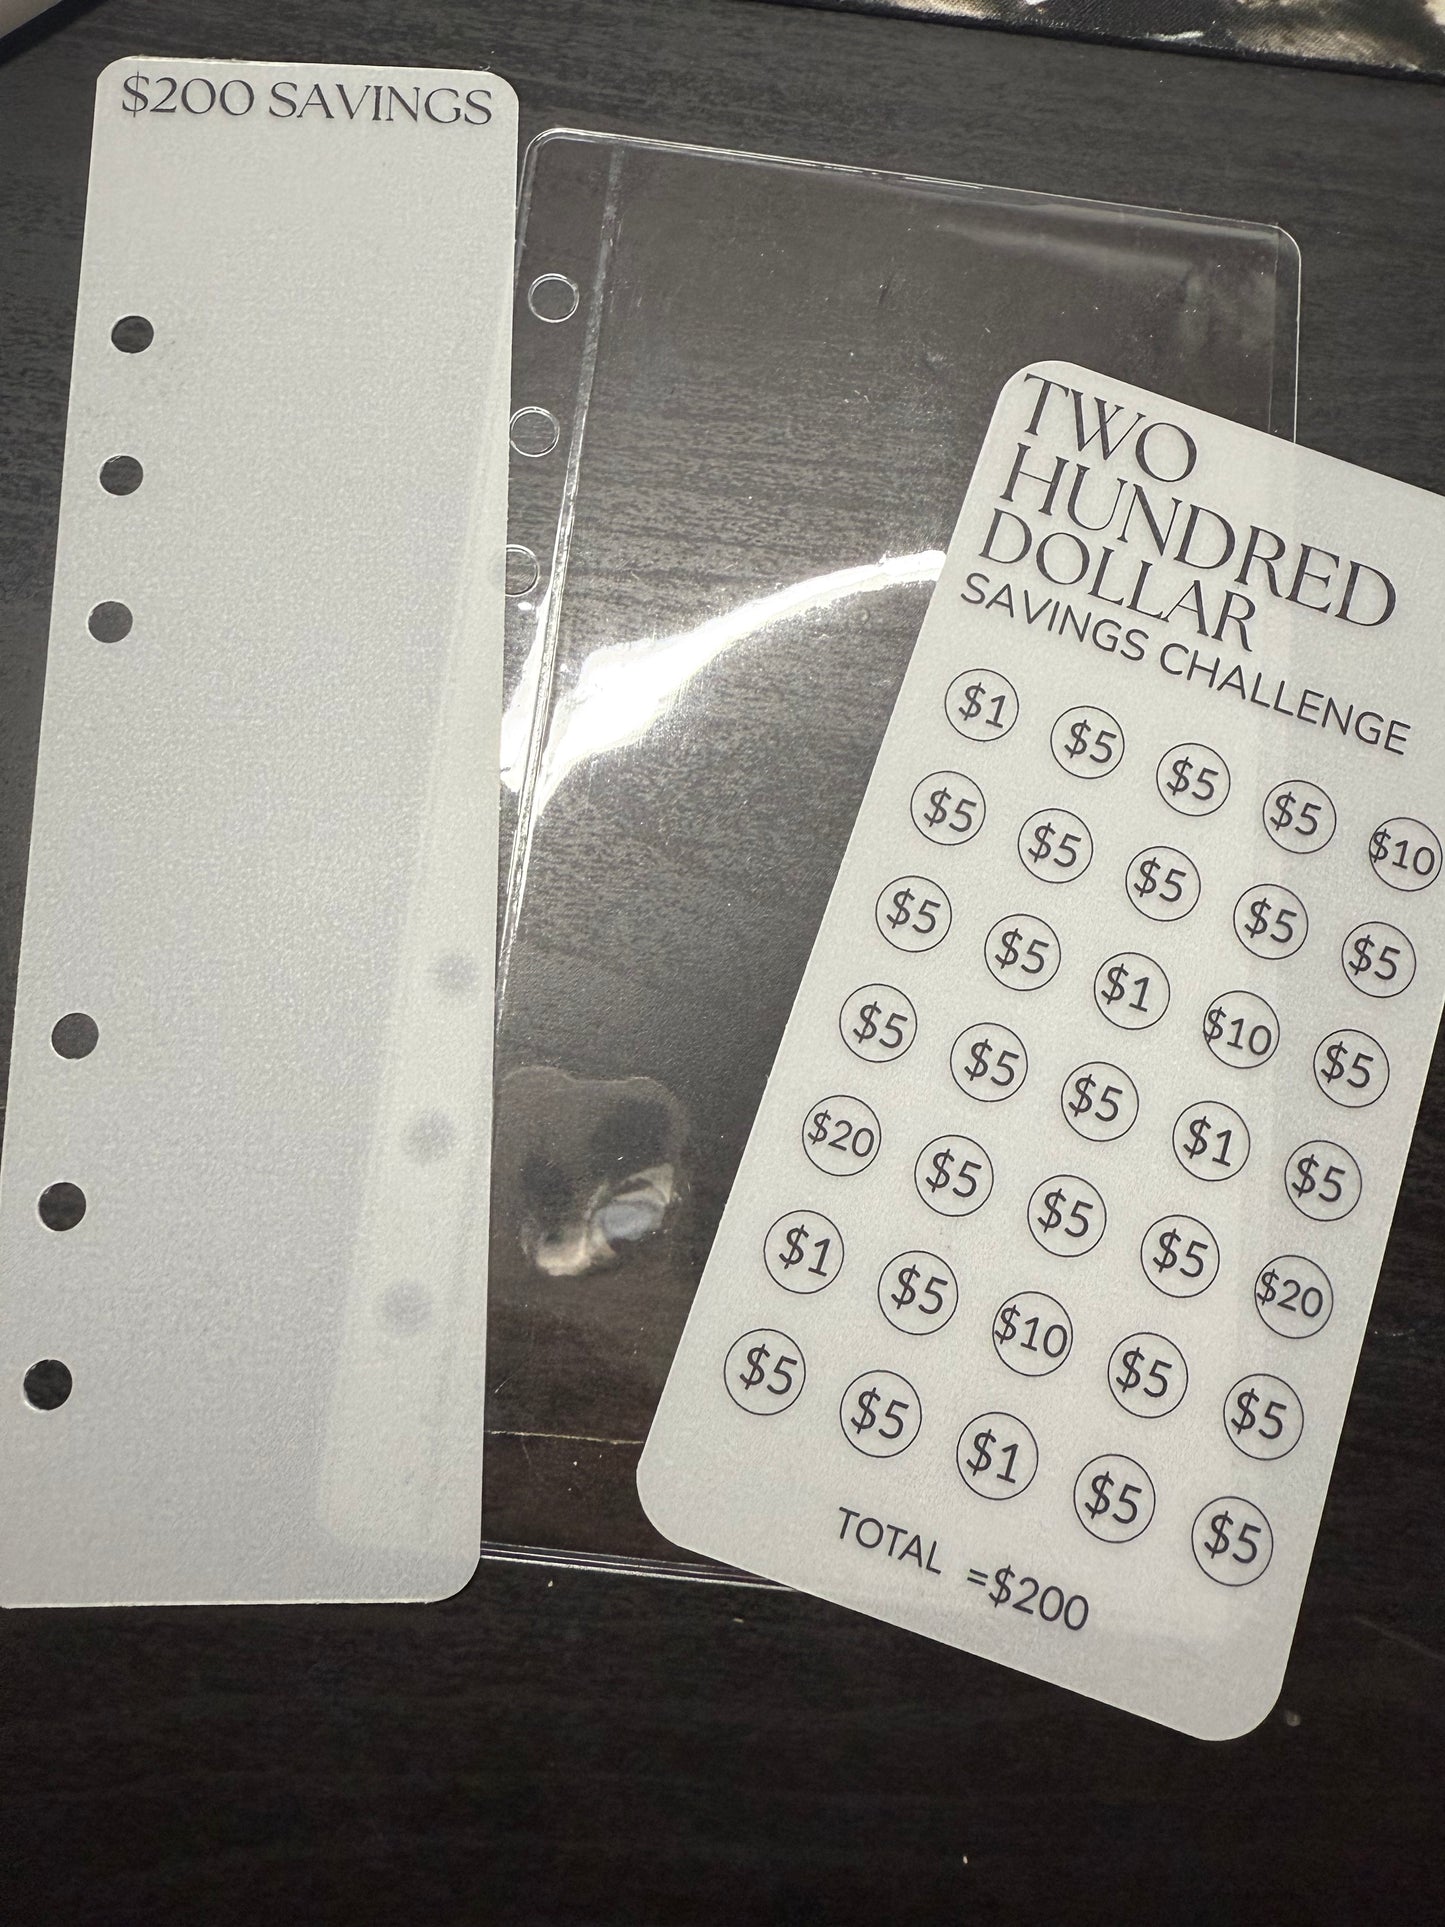 $200 SAVINGS
TWO
HUNDRED
DOLLAR
SAVINGS CHALLENGE
$1 $5 $5 $5 $10
$5 $5 $5 $5 $5
$5 $5 $1 $10 $5
$5 $5 $5 $1 $5
$20 $5 $5 $5 $20
$1 $5 $10 $5 $5
$5 $5 $1 $5 $5
TOTAL =$200